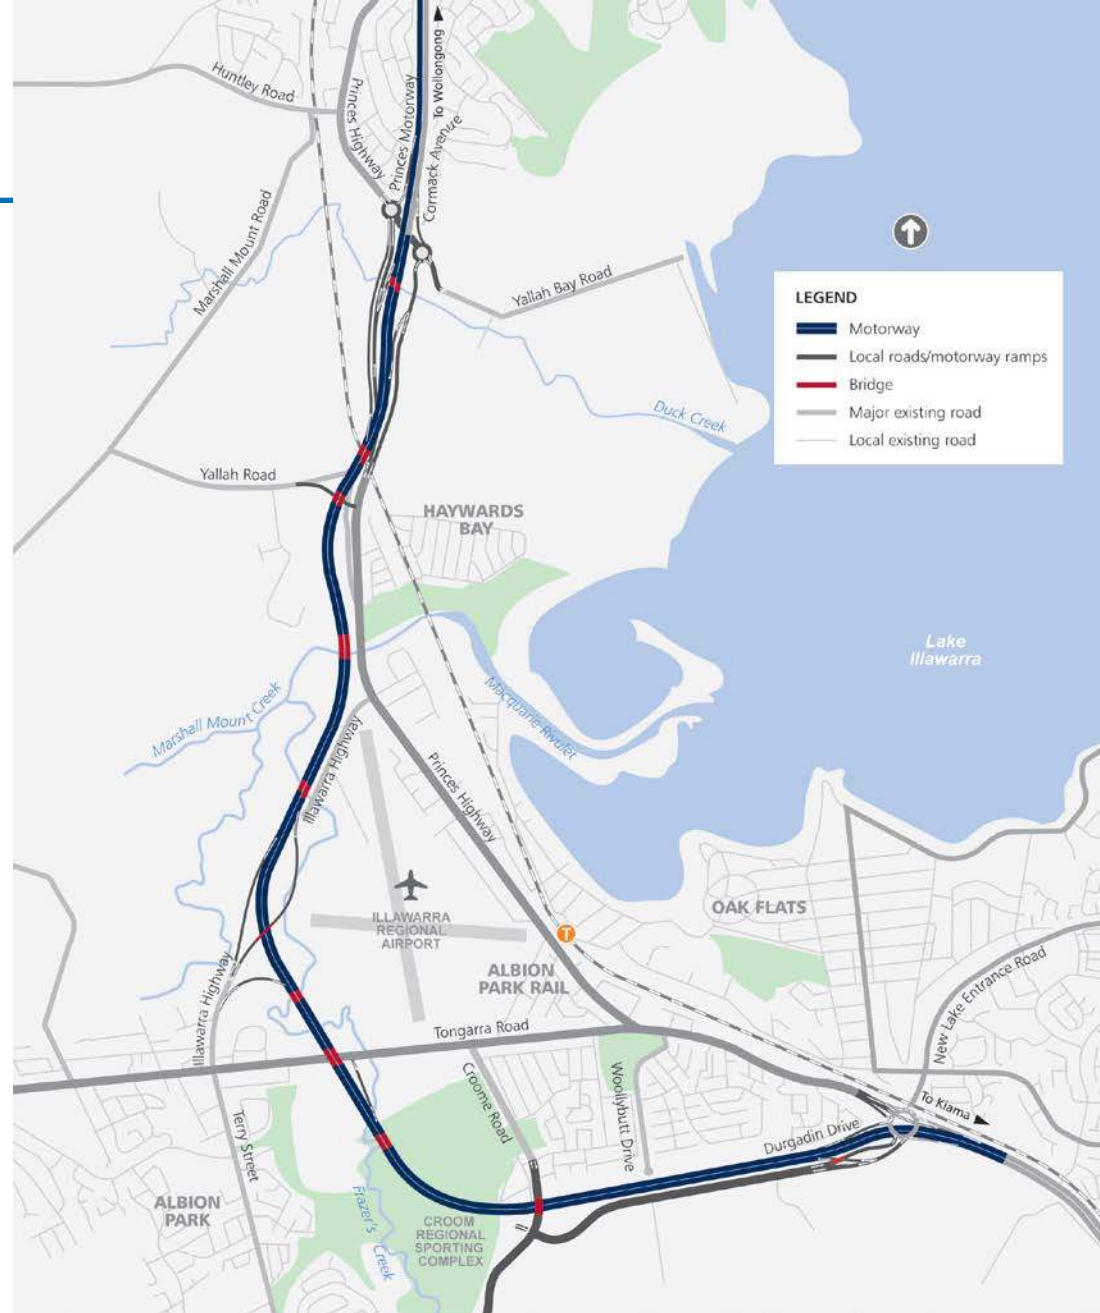 To Wollongong
Huntley Road
Princes Highway
Princes Motorway
Cormack Avenue
Marshall Mount Road
Yallah Bay Road
LEGEND
Motorway
Local roads/motorway ramps
Bridge
Major existing road
Local existing road
Duck Creek
Yallah Road
HAYWARDS
BAY
Lake
Illawarra
Marshall Mount Creek
Macquarie Rivulet
Illawarra Highway
Princes Highway
ILLAWARRA
REGIONAL
AIRPORT
T
OAK FLATS
ALBION
PARK RAIL
New Lake Entrance Road
Illawarra Highway
Tongarra Road
Croome Road
Woollybutt Drive
To Kiama
Terry Street
Durgadin Drive
ALBION
PARK
Frazer's Creek
CROOM
REGIONAL
SPORTING
COMPLEX